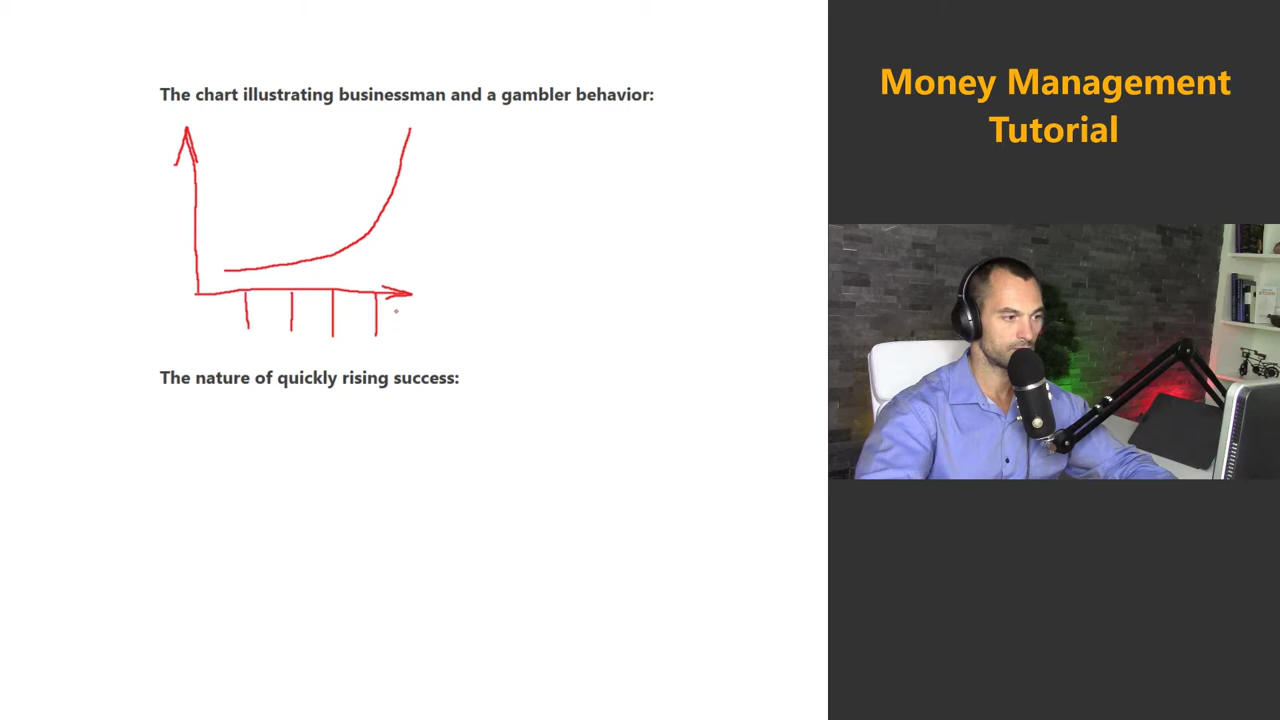 The chart illustrating businessman and a gambler behavior:
The nature of quickly rising success:
Money Management
Tutorial